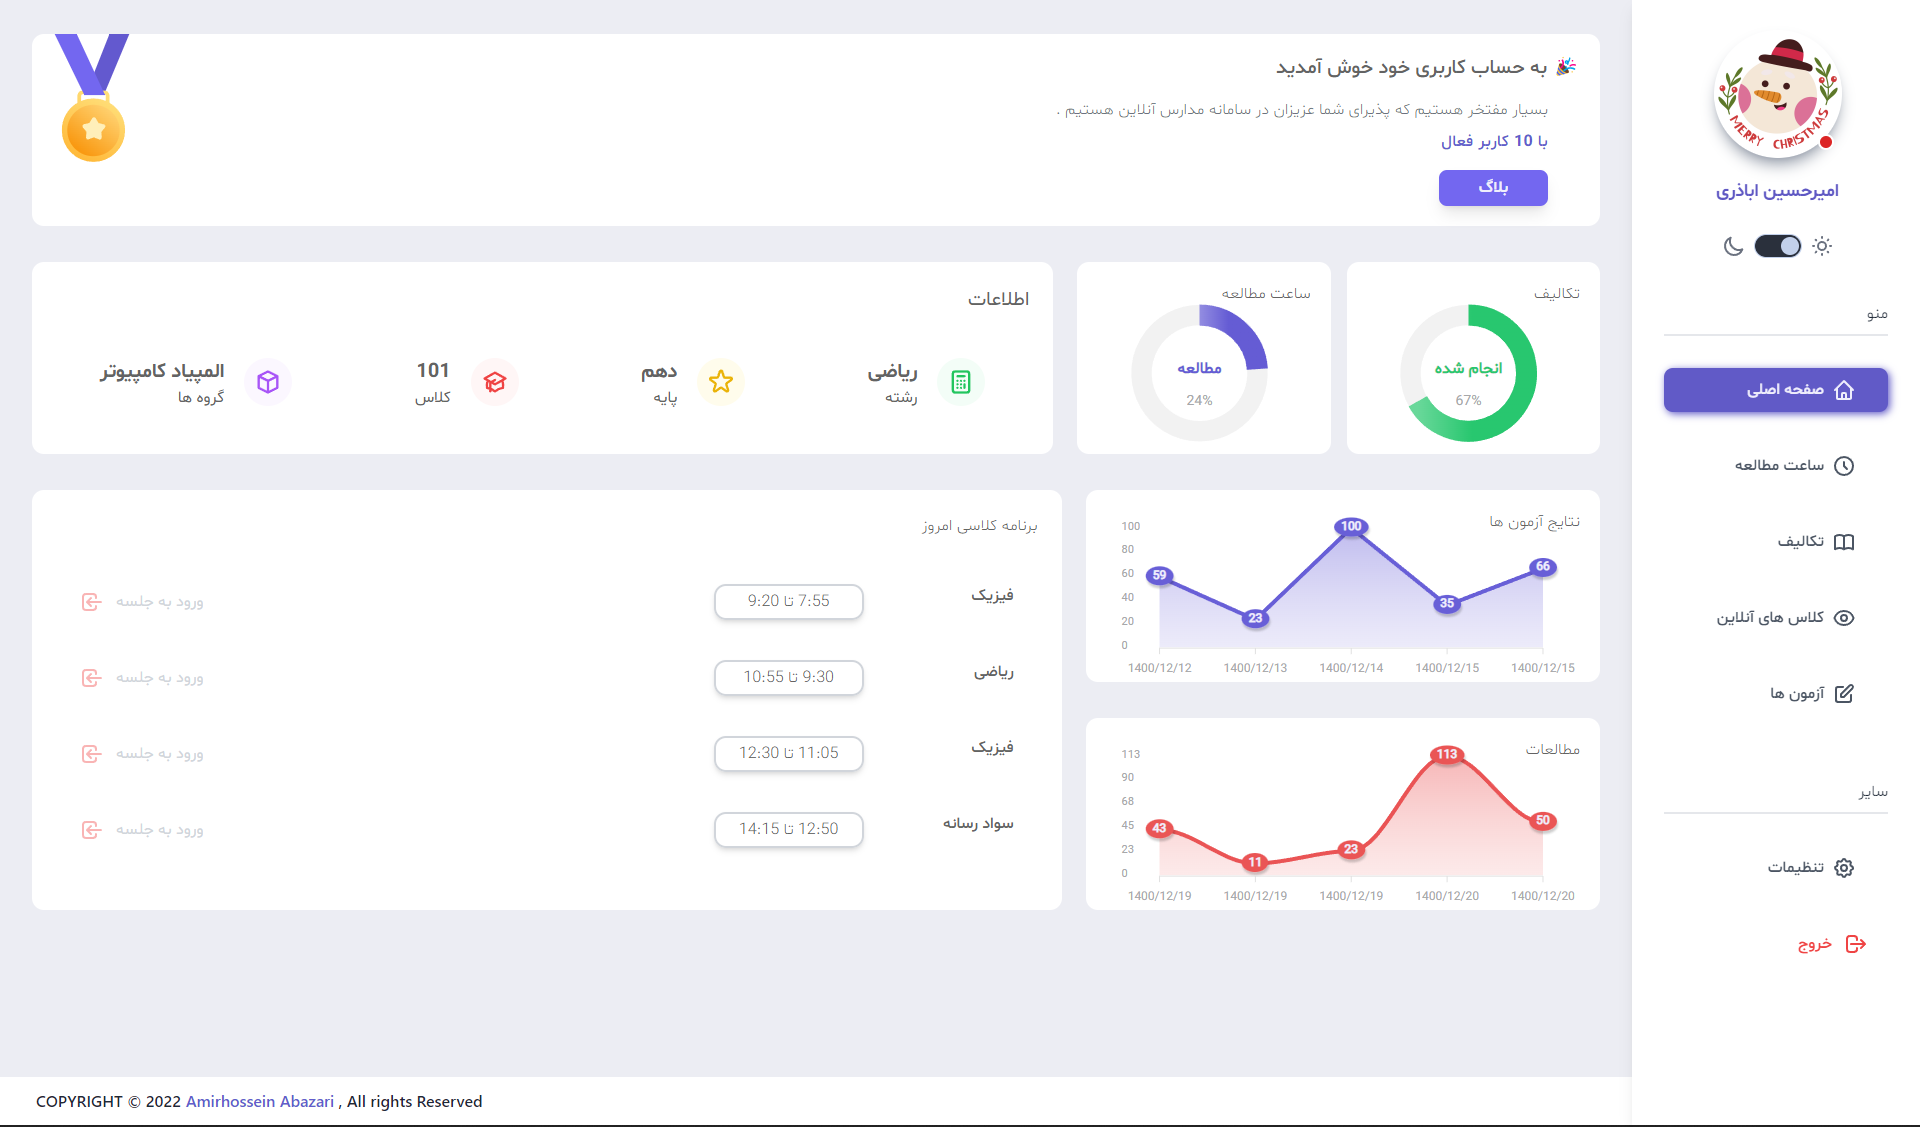 MERRY CHRISTMAS
امیرحسین اباذری
منو
صفحه اصلی
ساعت مطالعه
تکالیف
کلاس های آنلاین
آزمون ها
سایر
تنظیمات
خروج
به حساب کاربری خود خوش آمدید
بسیار مفتخر هستیم که پذیرای شما عزیزان در سامانه مدارس آنلاین هستیم .
با 10 کاربر فعال
بلاگ
تکالیف
انجام شده
67%
ساعت مطالعه
مطالعه
24%
اطلاعات
ریاضی
رشته
دهم
پایه
101
کلاس
المپیاد کامپیوتر
گروه ها
نتایج آزمون ها
100
80
60
40
20
0
59
23
100
35
66
1400/12/12
1400/12/13
1400/12/14
1400/12/15
1400/12/15
مطالعات
113
90
68
45
23
0
43
11
23
113
50
1400/12/19
1400/12/19
1400/12/19
1400/12/20
1400/12/20
برنامه کلاسی امروز
فیزیک
7:55 تا 9:20
ورود به جلسه
ریاضی
9:30 تا 10:55
ورود به جلسه
فیزیک
11:05 تا 12:30
ورود به جلسه
سواد رسانه
12:50 تا 14:15
ورود به جلسه
COPYRIGHT © 2022 Amirhossein Abazari , All rights Reserved